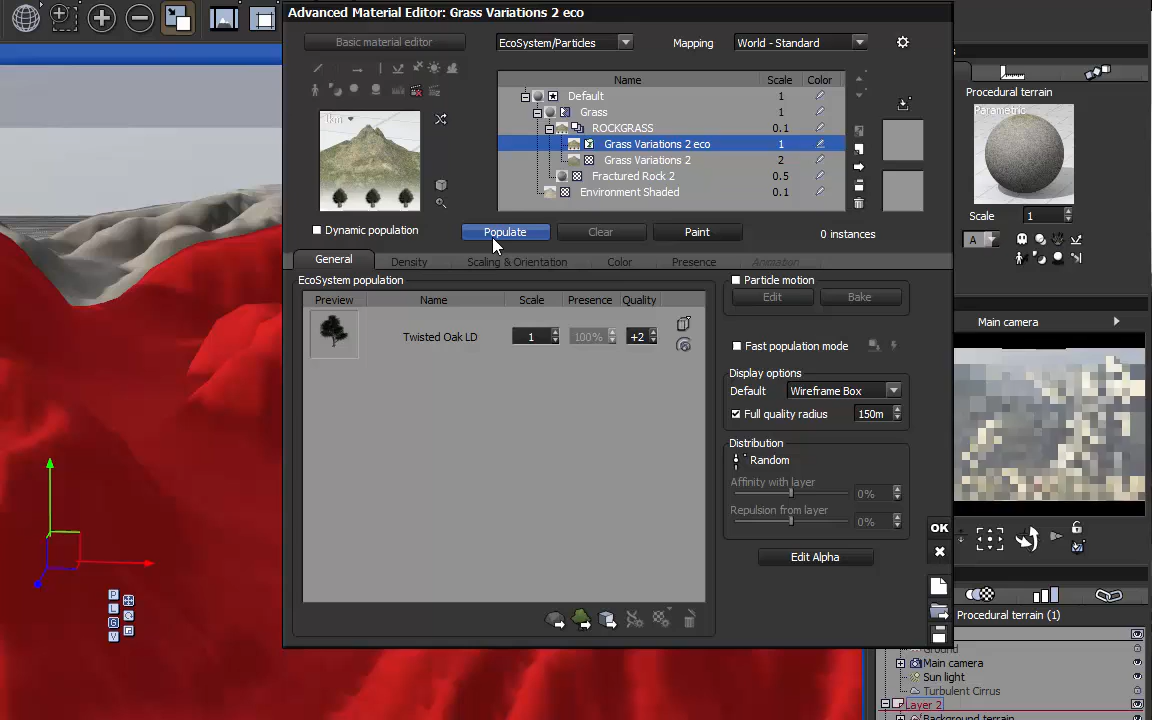 Advanced Material Editor: Grass Variations 2 eco
Basic material editor
EcoSystem/Particles
Mapping
World - Standard
Name Scale Color
Default 1
Grass 1
ROCKGRASS 0.1
Grass Variations 2 eco 1
Grass Variations 2 2
Fractured Rock 2 0.5
Environment Shaded 0.1
1km
Dynamic population
Populate
Clear
Paint
0 instances
General
Density
Scaling & Orientation
Color
Presence
Animation
EcoSystem population
Preview Name Scale Presence Quality
Twisted Oak LD 1 100% +2
Particle motion
Edit
Bake
Fast population mode
Display options
Default Wireframe Box
Full quality radius 150m
Distribution
Random
Affinity with layer
0%
Repulsion from layer
0%
Edit Alpha
OK
Procedural terrain
Parametric
Scale 1
A
Main camera
Procedural terrain (1)
Ground
Main camera
Sun light
Turbulent Cirrus
Layer 2
Background terrain
P
L
G
V